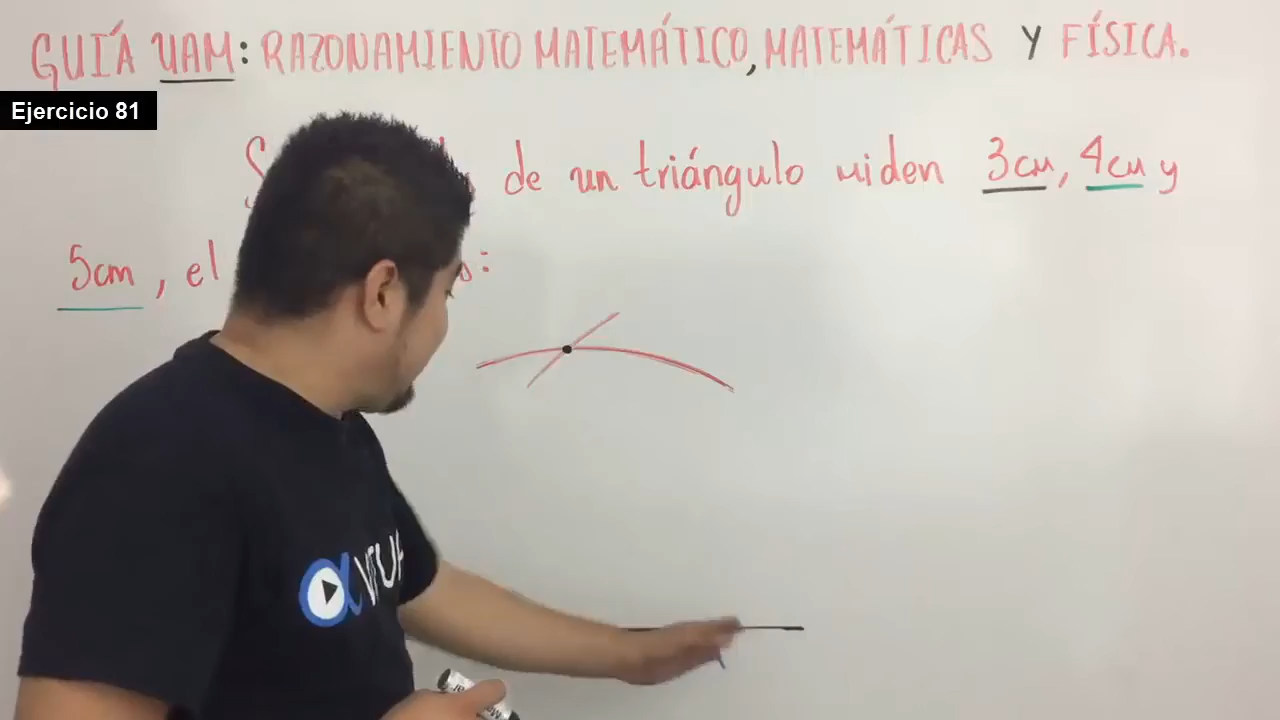 GUÍA UAM: RAZONAMIENTO MATEMÁTICO, MATEMÁTICAS Y FÍSICA.
Ejercicio 81
de un triángulo miden 3cm, 4cm y
5cm, el